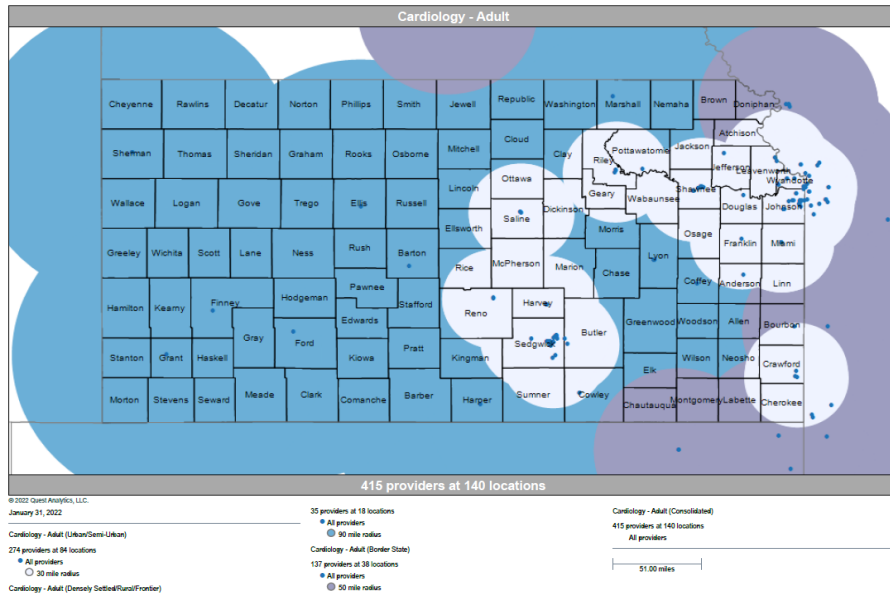 Cardiology - Adult
Cheyenne Rawlins Decatur Norton Phillips Smith Jewell Republic Washington Marshall Nemaha Brown Doniphan
Atchison
Sherman Thomas Sheridan Graham Rooks Osborne Mitchell Cloud Clay Riley Pottawatome Jackson Jefferson Leavenworth Wyandotte
Ottawa
Lincoln Geary Wabaunsee Shawnee
Wallace Logan Gove Trego Ellis Russell Saline Dickinson Douglas Johnson
Ellsworth Morris Osage Franklin Miami
Greeley Wichita Scott Lane Ness Rush Barton Rice McPherson Marion Chase Lyon
Coffey Anderson Linn
Hamilton Kearny Finney Hodgeman Pawnee Stafford Reno Harvey
Edwards Butler Greenwood Woodson Allen Bourbon
Gray Ford
Stanton Grant Haskell Kiowa Pratt Kingman Sedgwick Elk Wilson Neosho Crawford
Morton Stevens Seward Meade Clark Comanche Barber Harper Sumner Cowley Chautauqua Montgomery Labette Cherokee
415 providers at 140 locations
© 2022 Quest Analytics, LLC.
January 31, 2022
Cardiology - Adult (Urban/Semi-Urban)
274 providers at 84 locations
All providers
30 mile radius
Cardiology - Adult (Densely Settled/Rural/Frontier)
35 providers at 18 locations
All providers
90 mile radius
Cardiology - Adult (Border State)
137 providers at 38 locations
All providers
50 mile radius
Cardiology - Adult (Consolidated)
415 providers at 140 locations
All providers
51.00 miles